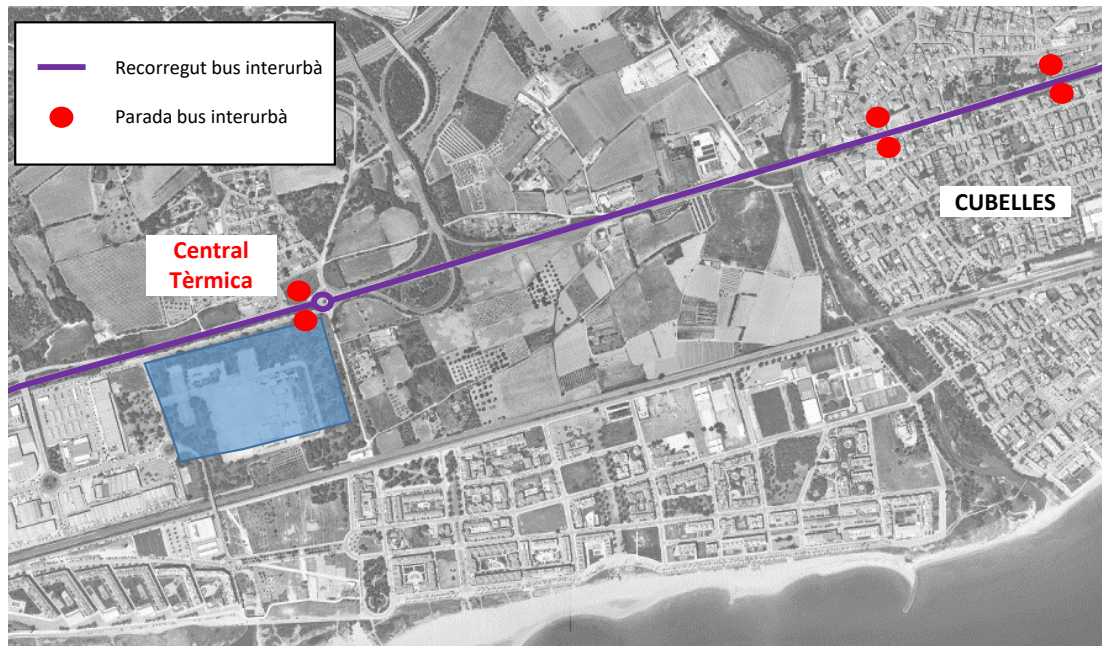 Recorregut bus interurbà
Parada bus interurbà
CUBELLES
Central
Tèrmica